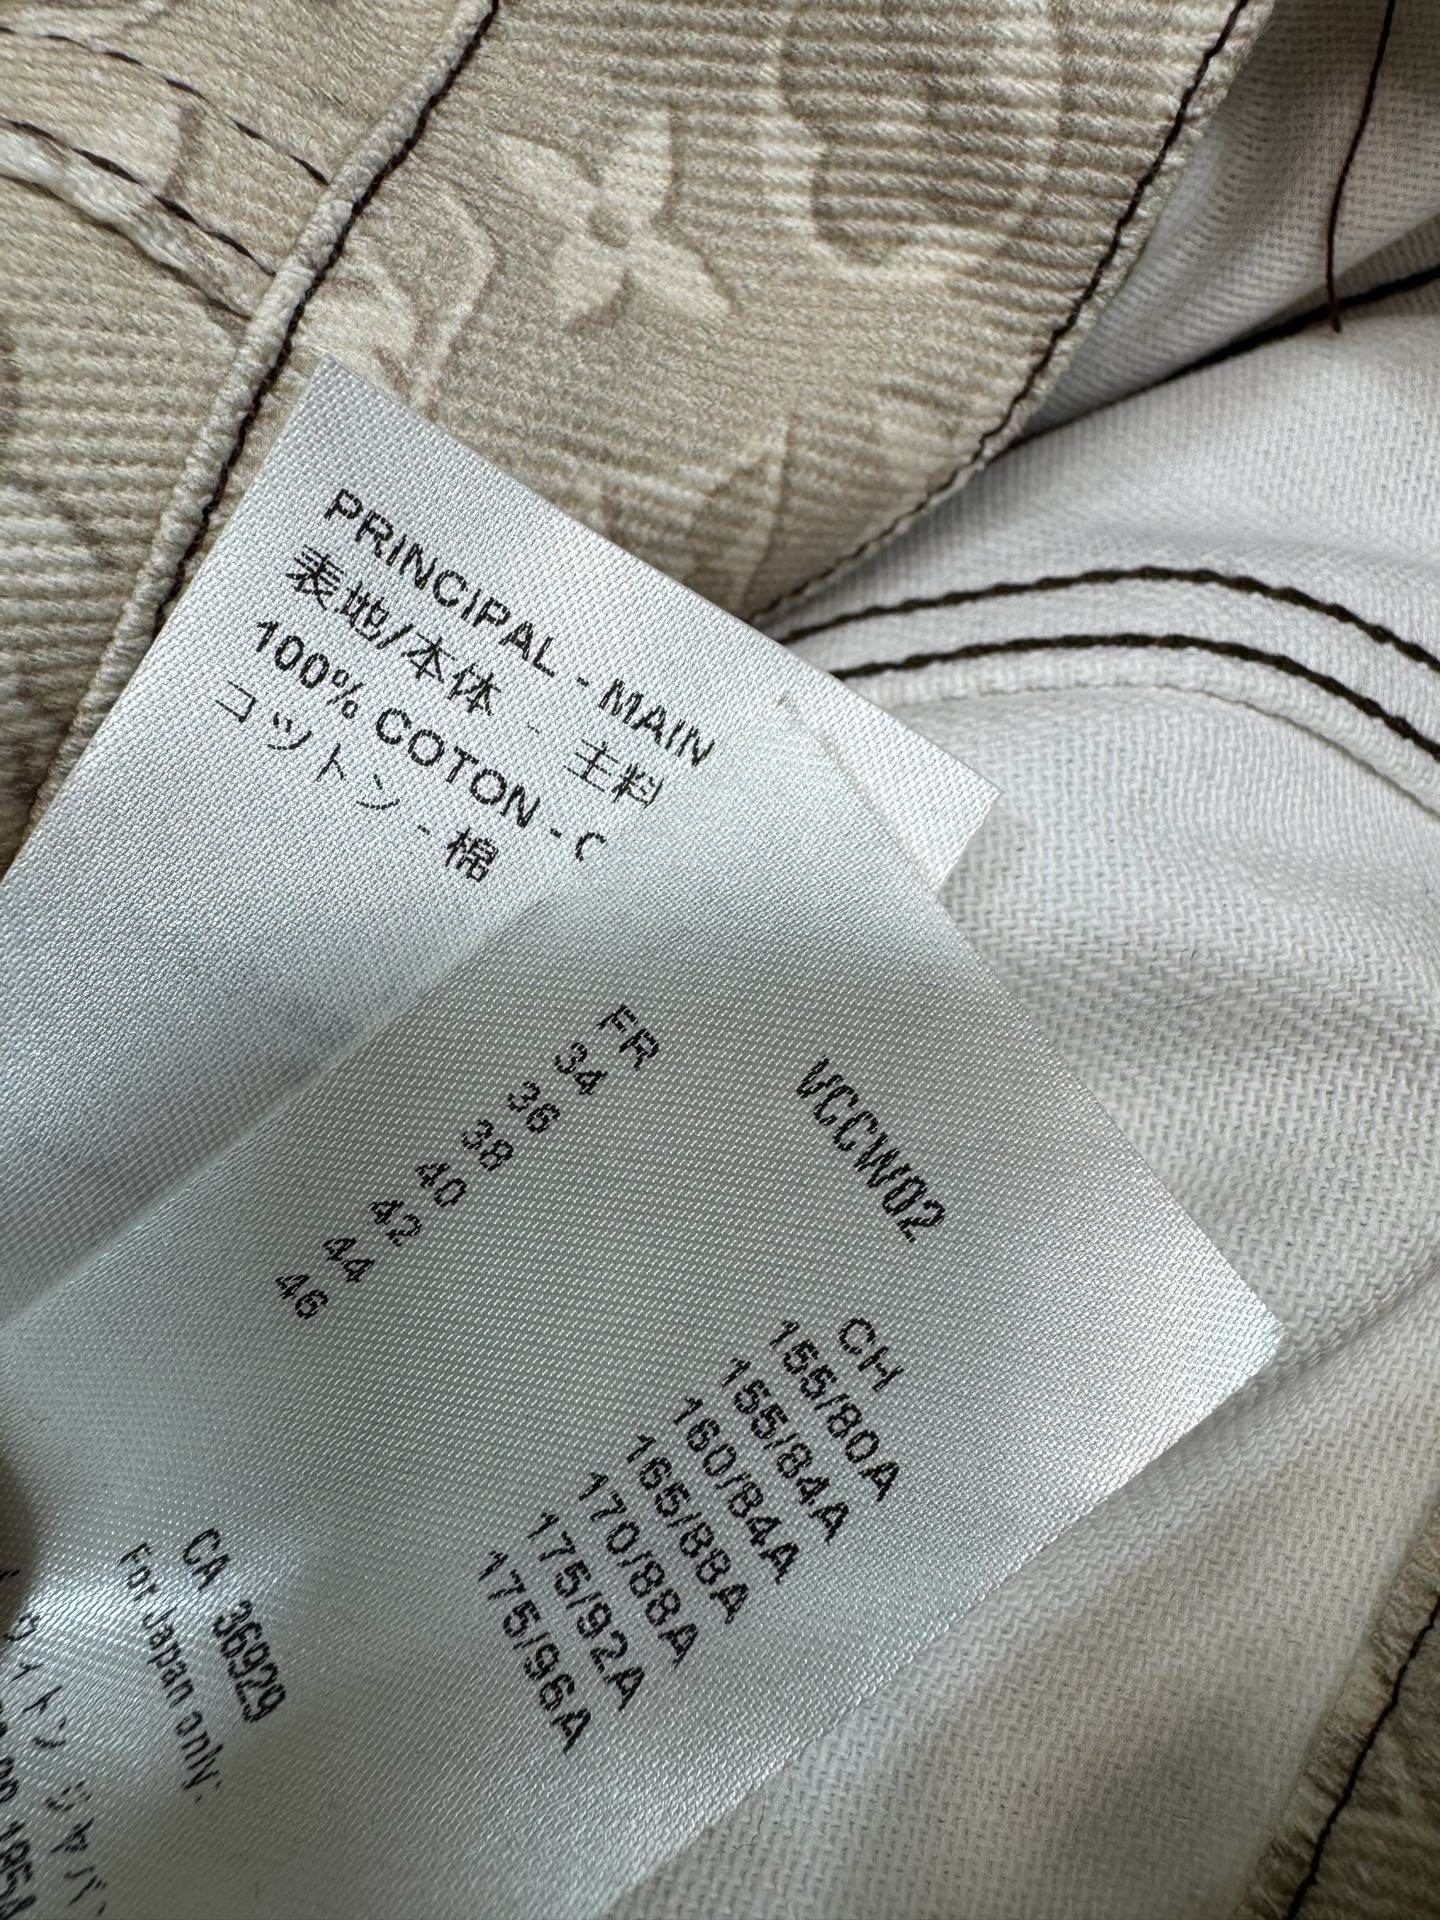 PRINCIPAL - MAIN
表地/本体 - 主料
100% COTON - C
コットン - 棉
VCCW02
FR
34
36
38
40
42
44
46
CH
155/80A
155/84A
160/84A
165/88A
170/88A
175/92A
175/96A
CA 36929
For Japan only: